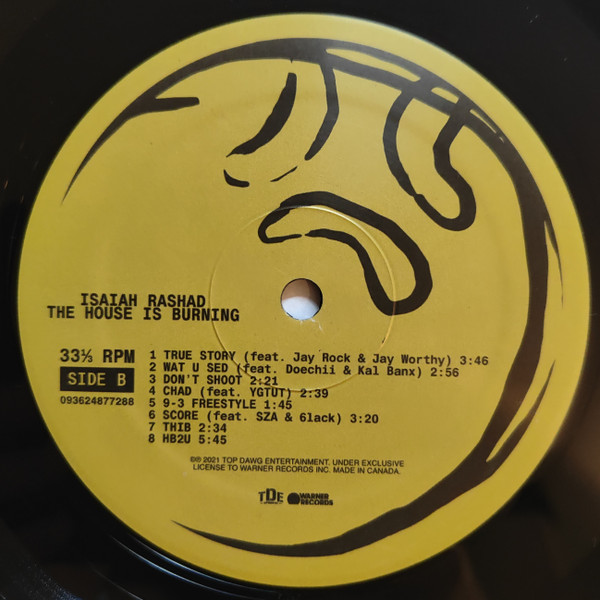 ISAIAH RASHAD
THE HOUSE IS BURNING
33⅓ RPM
SIDE B
093624877288
1 TRUE STORY (feat. Jay Rock & Jay Worthy) 3:46
2 WAT U SED (feat. Doechii & Kal Banx) 2:56
3 DON'T SHOOT 2:21
4 CHAD (feat. YGTUT) 2:39
5 9-3 FREESTYLE 1:45
6 SCORE (feat. SZA & 6lack) 3:20
7 THIB 2:34
8 HB2U 5:45
©℗ 2021 TOP DAWG ENTERTAINMENT. UNDER EXCLUSIVE
LICENSE TO WARNER RECORDS INC. MADE IN CANADA.
TDE
WARNER
RECORDS